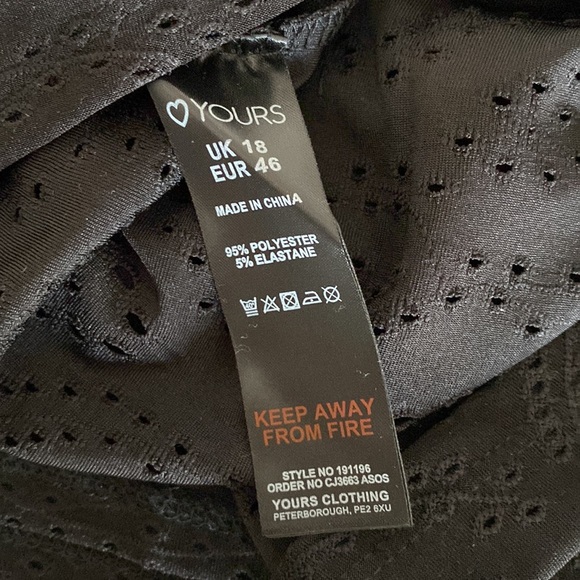 YOURS
UK 18
EUR 46
MADE IN CHINA
95% POLYESTER
5% ELASTANE
KEEP AWAY
FROM FIRE
STYLE NO 191196
ORDER NO CJ3663 ASOS
YOURS CLOTHING
PETERBOROUGH, PE2 6XU